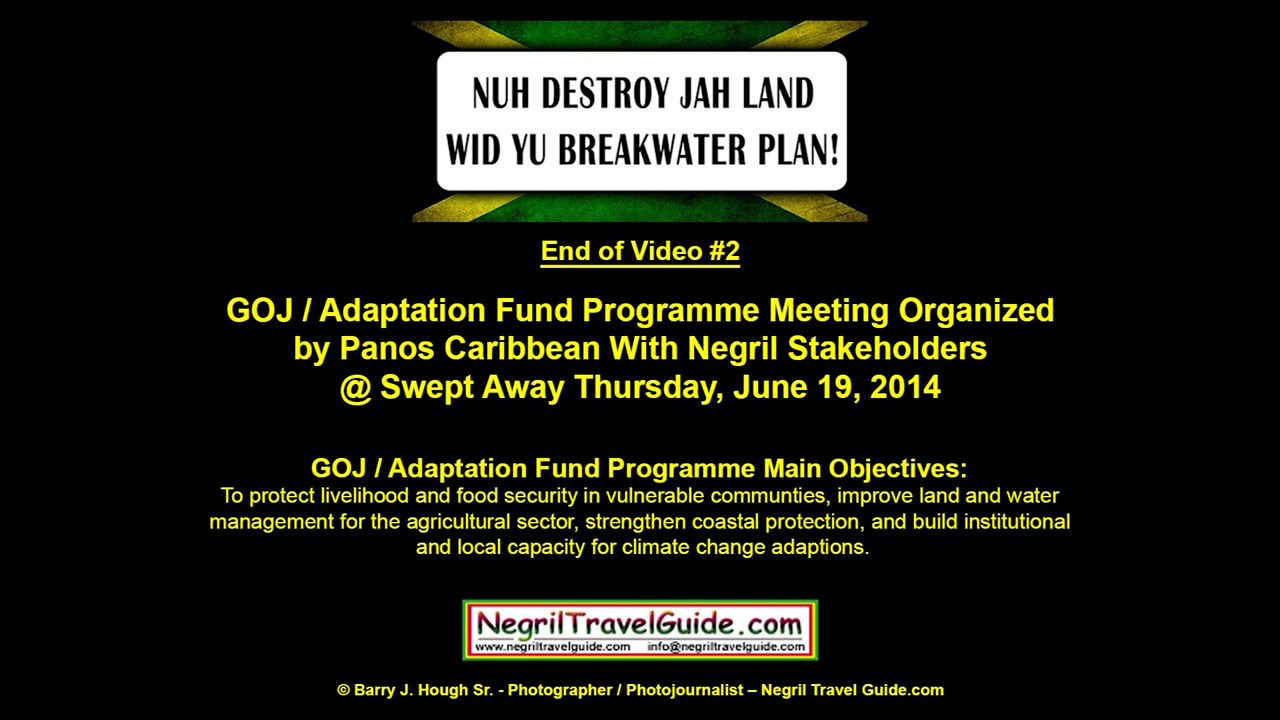 NUH DESTROY JAH LAND
WID YU BREAKWATER PLAN!
End of Video #2
GOJ / Adaptation Fund Programme Meeting Organized
by Panos Caribbean With Negril Stakeholders
@ Swept Away Thursday, June 19, 2014
GOJ / Adaptation Fund Programme Main Objectives:
To protect livelihood and food security in vulnerable communties, improve land and water
management for the agricultural sector, strengthen coastal protection, and build institutional
and local capacity for climate change adaptions.
NegrilTravelGuide.com
www.negriltravelguide.com info@negriltravelguide.com
© Barry J. Hough Sr. - Photographer / Photojournalist – Negril Travel Guide.com